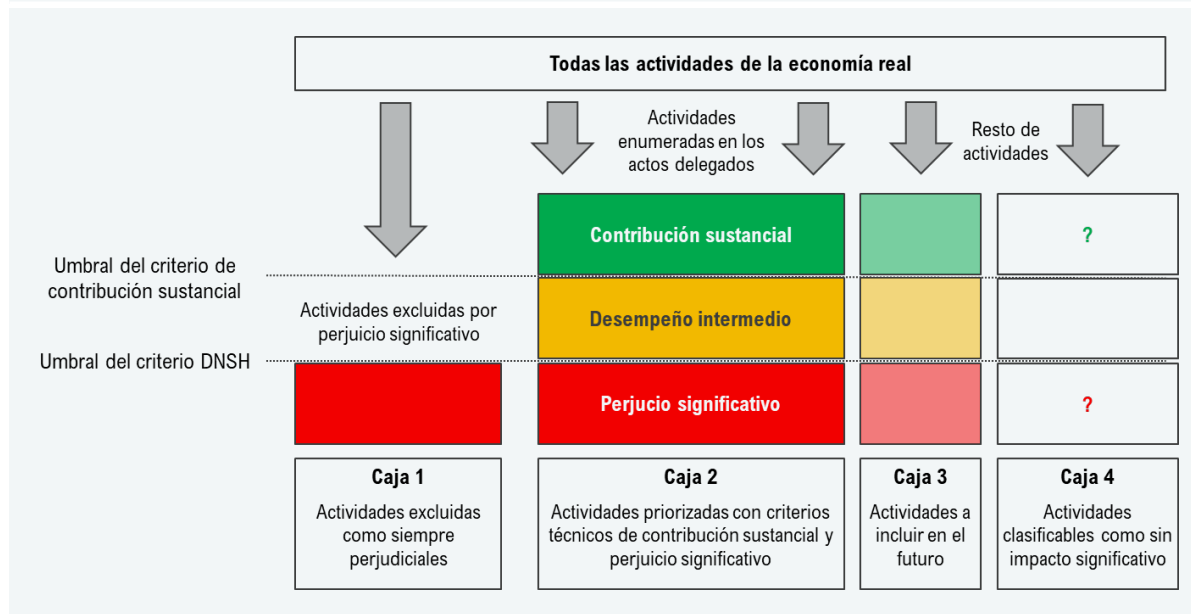 Todas las actividades de la economía real
Actividades
enumeradas en los
actos delegados
Resto de
actividades
Contribución sustancial
?
Umbral del criterio de
contribución sustancial
Actividades excluidas por
perjuicio significativo
Desempeño intermedio
Umbral del criterio DNSH
Perjucio significativo
?
Caja 1
Actividades excluidas
como siempre
perjudiciales
Caja 2
Actividades priorizadas con criterios
técnicos de contribución sustancial y
perjuicio significativo
Caja 3
Actividades a
incluir en el
futuro
Caja 4
Actividades
clasificables como sin
impacto significativo